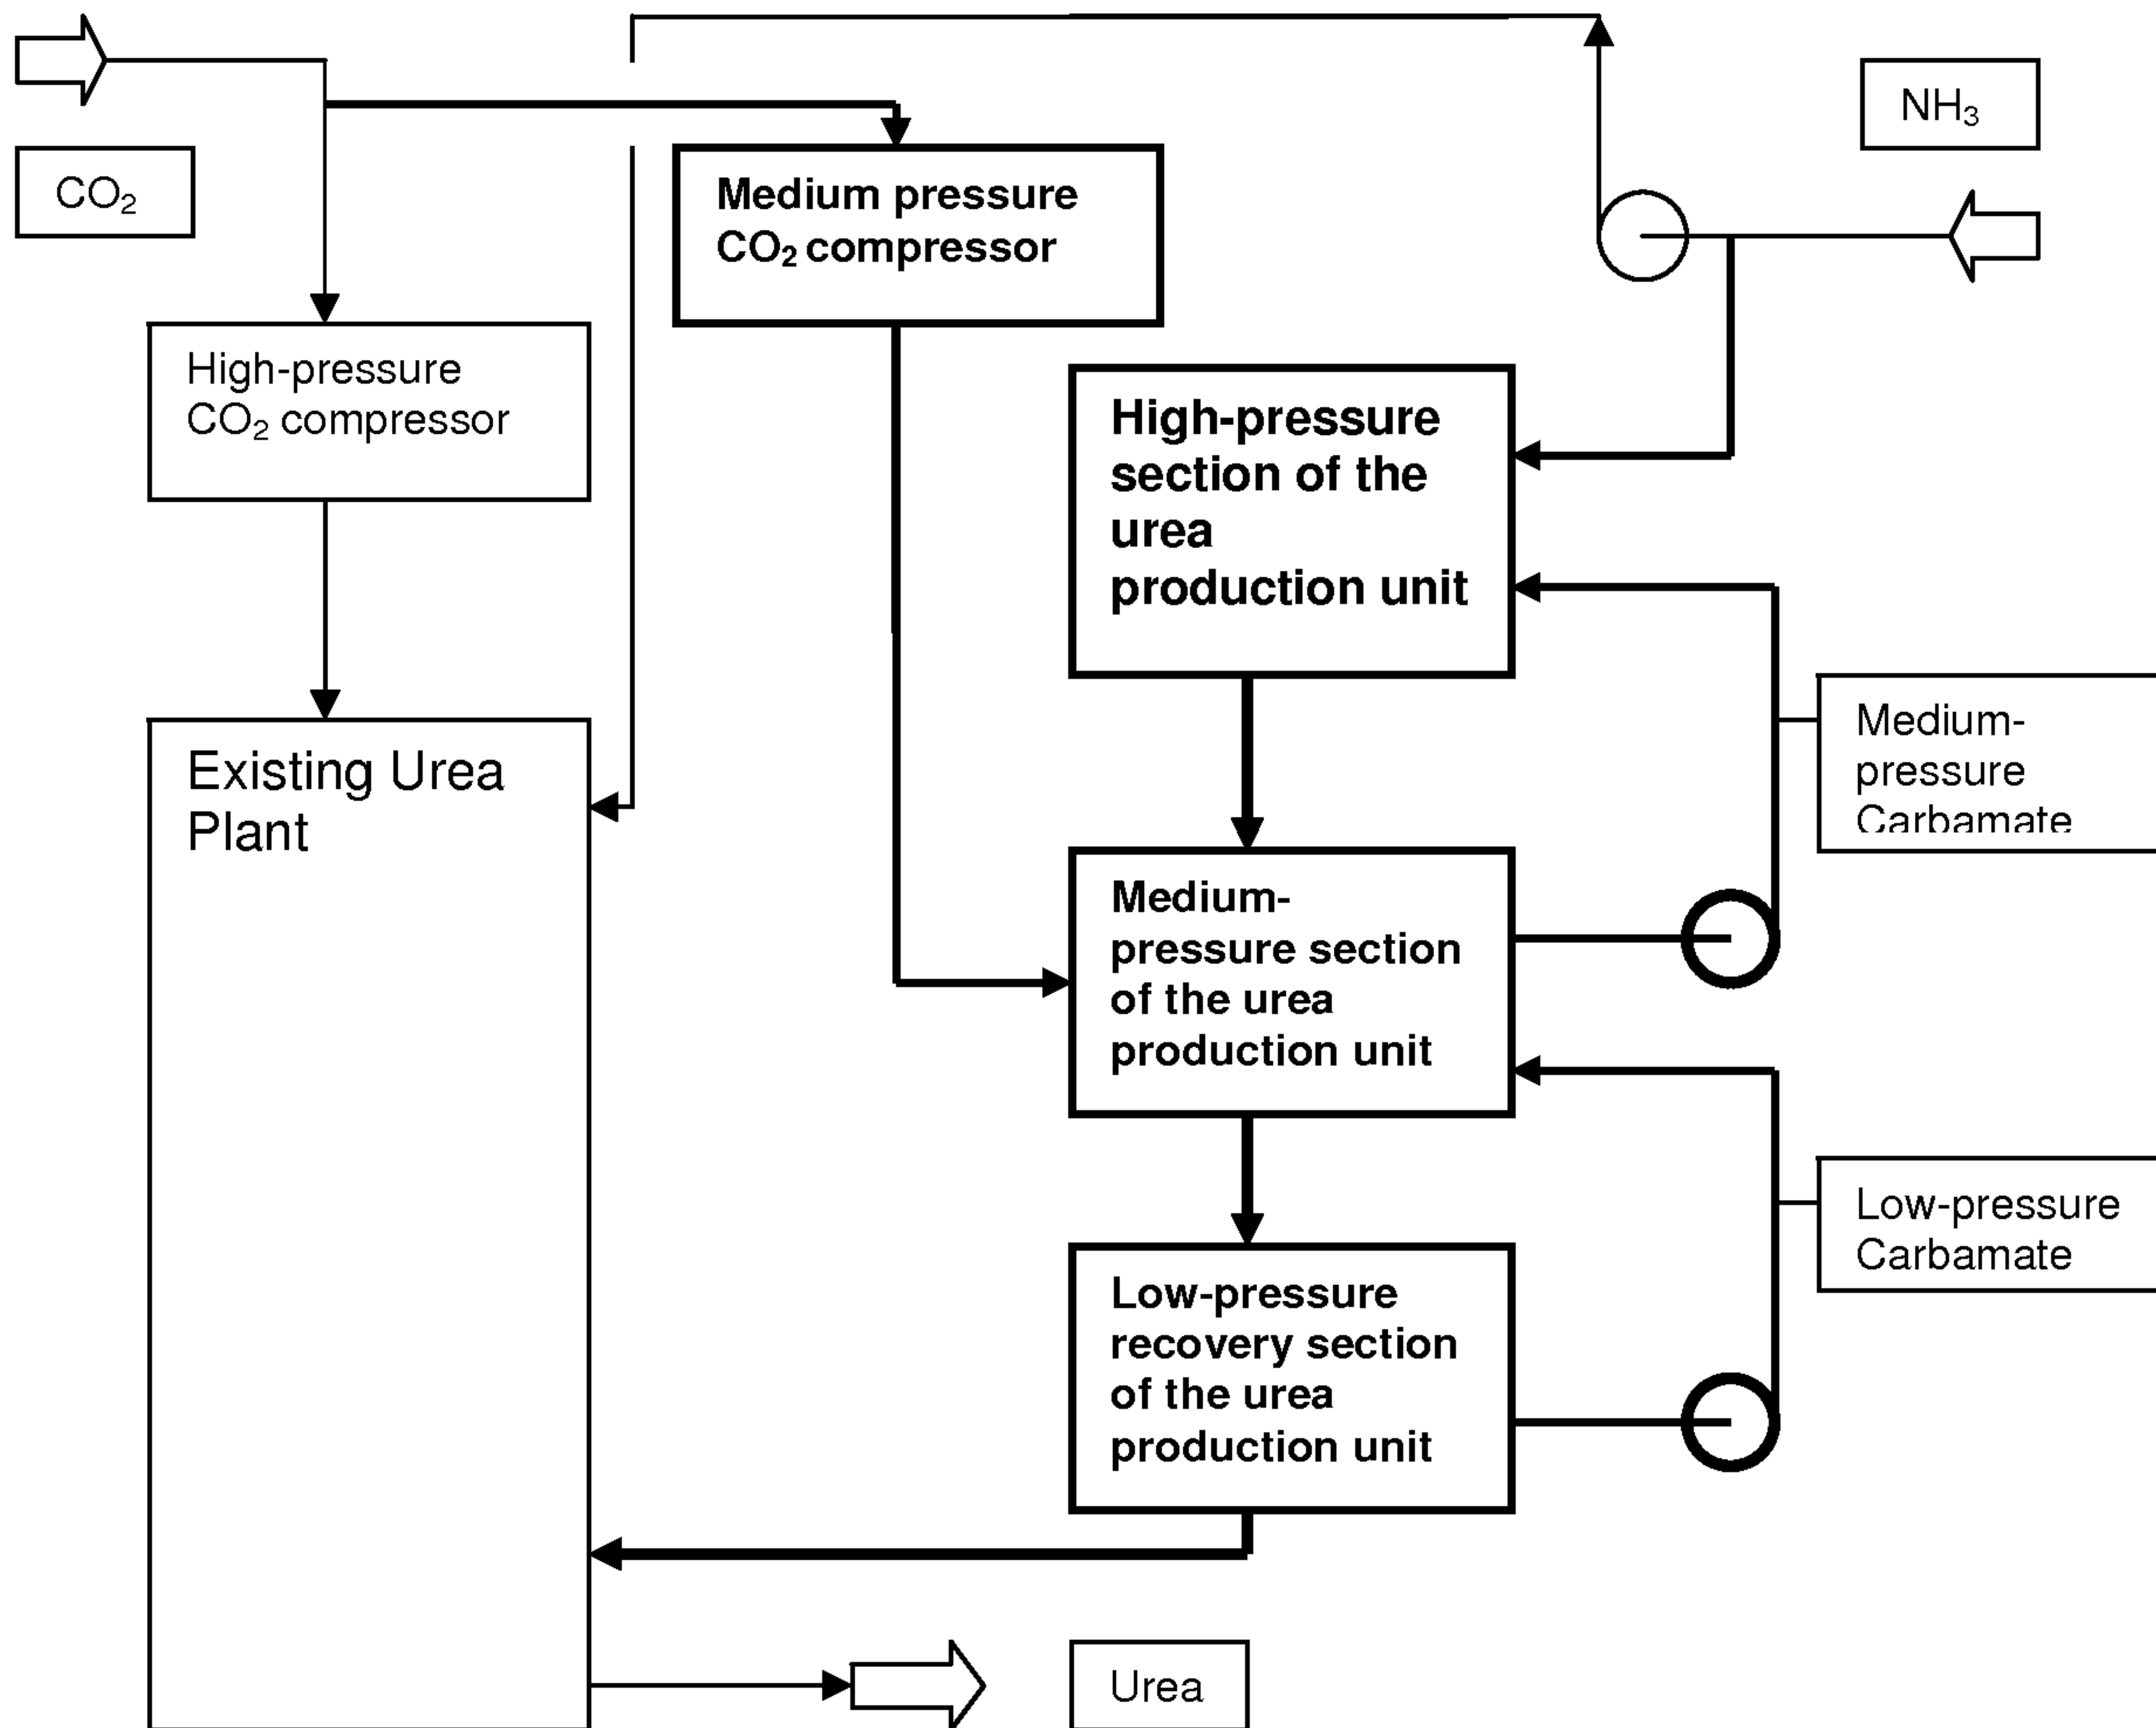 CO₂
NH₃
Medium pressure
CO₂ compressor
High-pressure
CO₂ compressor
High-pressure
section of the
urea
production unit
Medium-
pressure
Carbamate
Existing Urea
Plant
Medium-
pressure section
of the urea
production unit
Low-pressure
Carbamate
Low-pressure
recovery section
of the urea
production unit
Urea